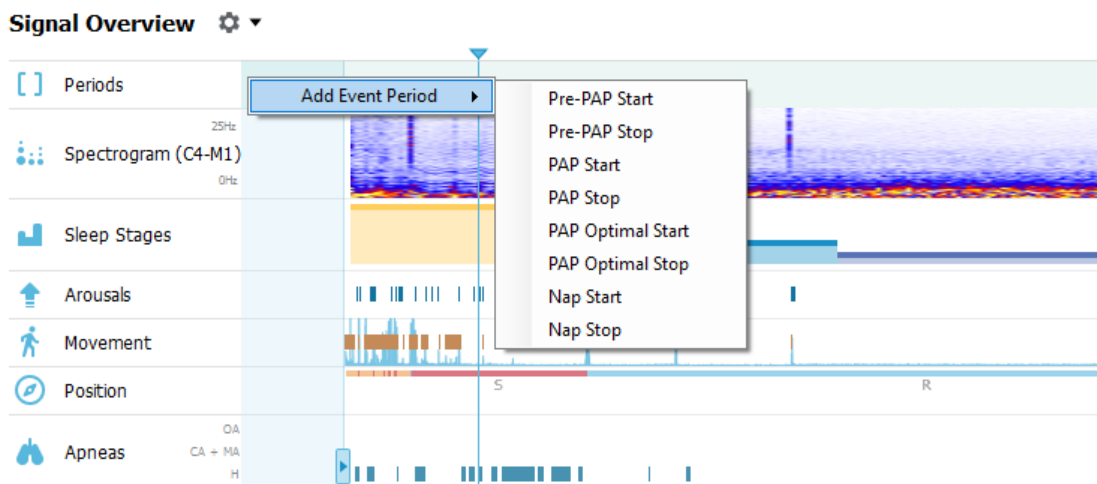 Signal Overview
Periods
Add Event Period
Pre-PAP Start
Pre-PAP Stop
PAP Start
PAP Stop
PAP Optimal Start
PAP Optimal Stop
Nap Start
Nap Stop
25Hz
Spectrogram (C4-M1)
0Hz
Sleep Stages
Arousals
Movement
Position
S
R
OA
Apneas
CA + MA
H